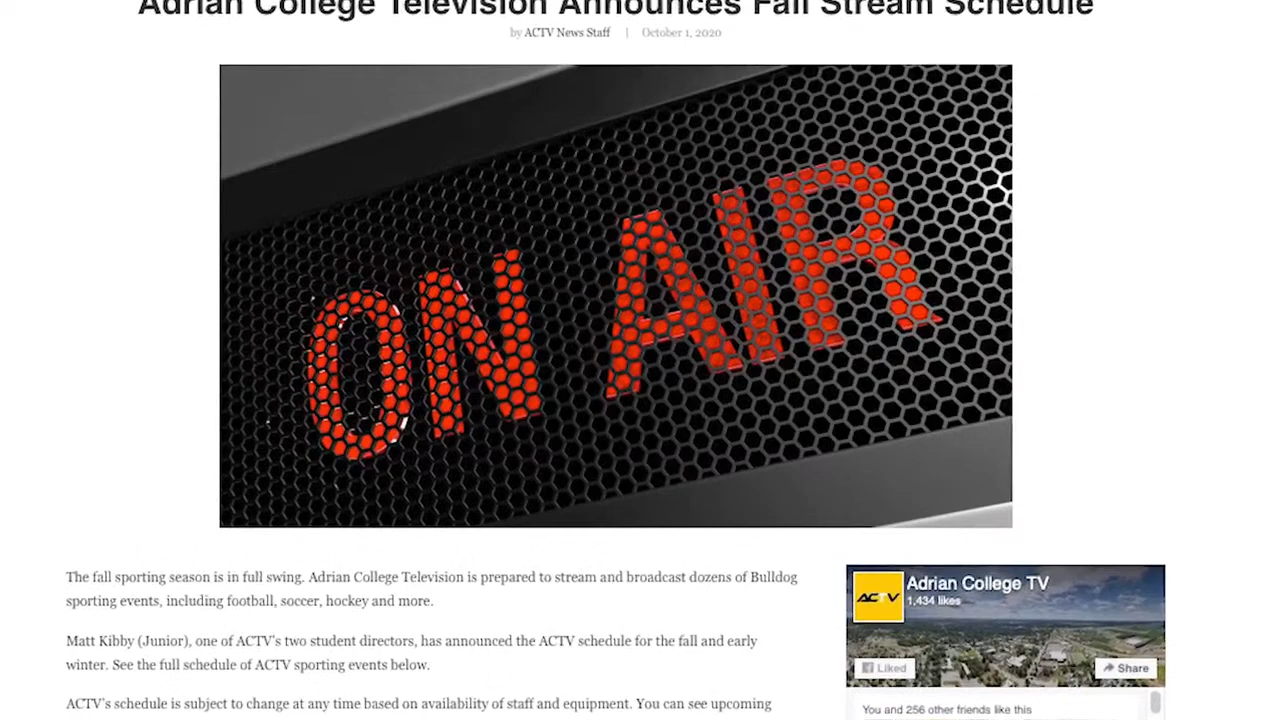 Adrian College Television Announces Fall Stream Schedule
by ACTV News Staff | October 1, 2020
ON AIR
The fall sporting season is in full swing. Adrian College Television is prepared to stream and broadcast dozens of Bulldog
sporting events, including football, soccer, hockey and more.
Matt Kibby (Junior), one of ACTV's two student directors, has announced the ACTV schedule for the fall and early
winter. See the full schedule of ACTV sporting events below.
ACTV's schedule is subject to change at any time based on availability of staff and equipment. You can see upcoming
ACTV
Adrian College TV
1,434 likes
Liked
Share
You and 256 other friends like this